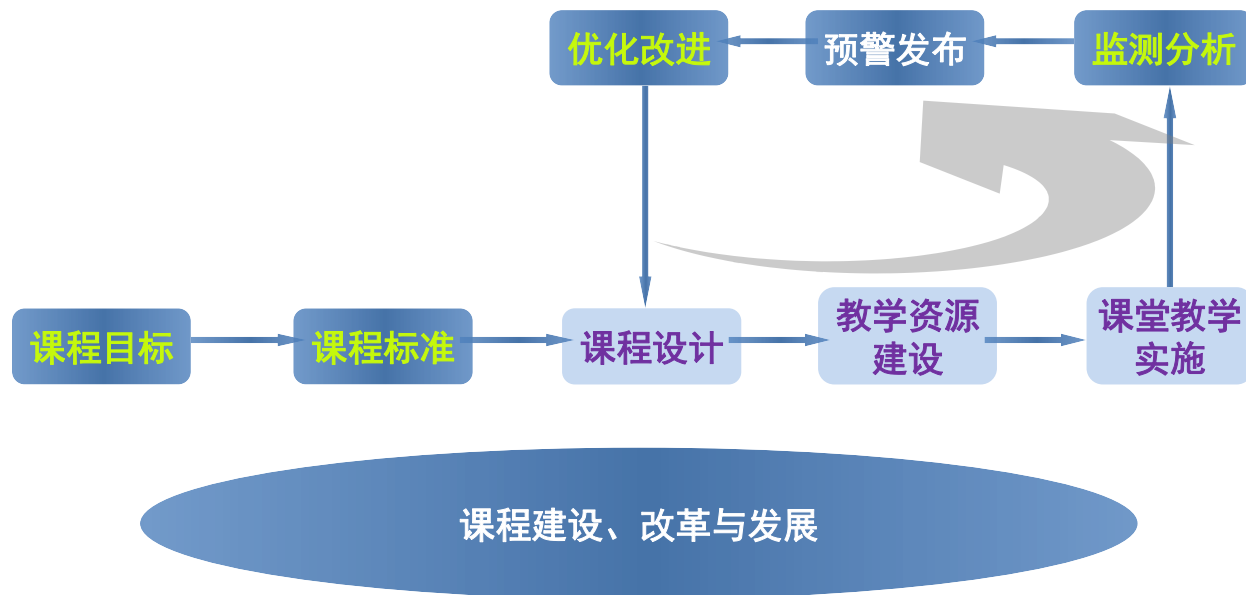 优化改进
预警发布
监测分析
课程目标
课程标准
课程设计
教学资源
建设
课堂教学
实施
课程建设、改革与发展